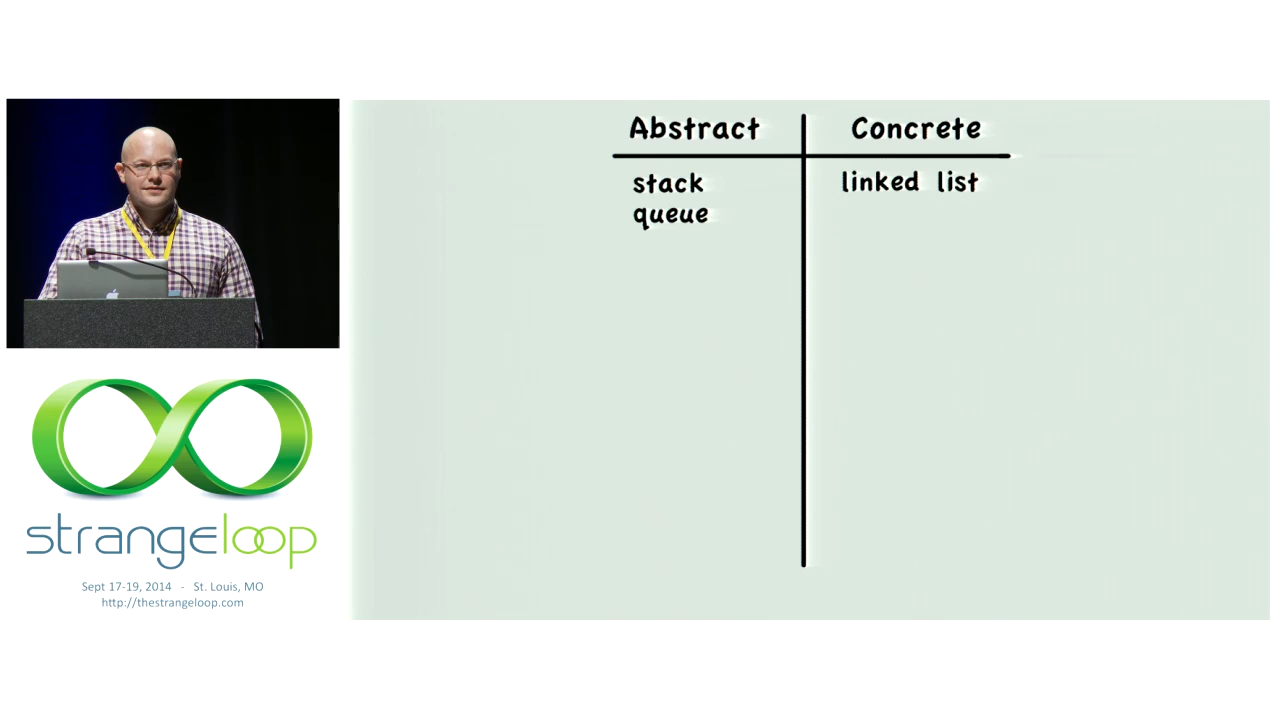 Abstract
Concrete
stack
linked list
queue
strangeloop
Sept 17-19, 2014 - St. Louis, MO
http://thestrangeloop.com